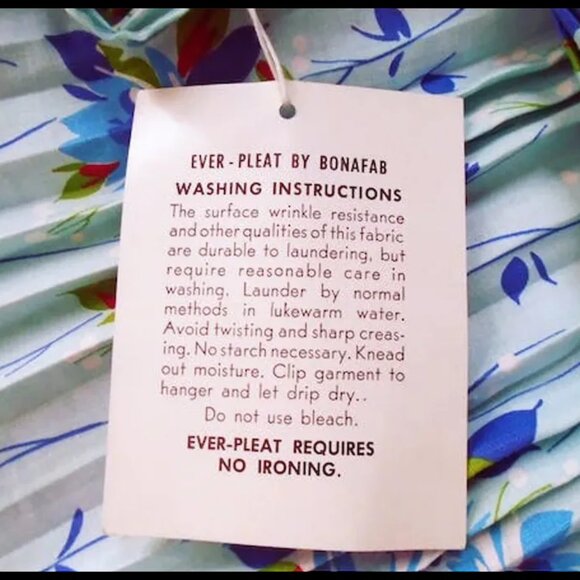 EVER-PLEAT BY BONAFAB
WASHING INSTRUCTIONS
The surface wrinkle resistance
and other qualities of this fabric
are durable to laundering, but
require reasonable care in
washing. Launder by normal
methods in lukewarm water.
Avoid twisting and sharp creas-
ing. No starch necessary. Knead
out moisture. Clip garment to
hanger and let drip dry..
Do not use bleach.
EVER-PLEAT REQUIRES
NO IRONING.